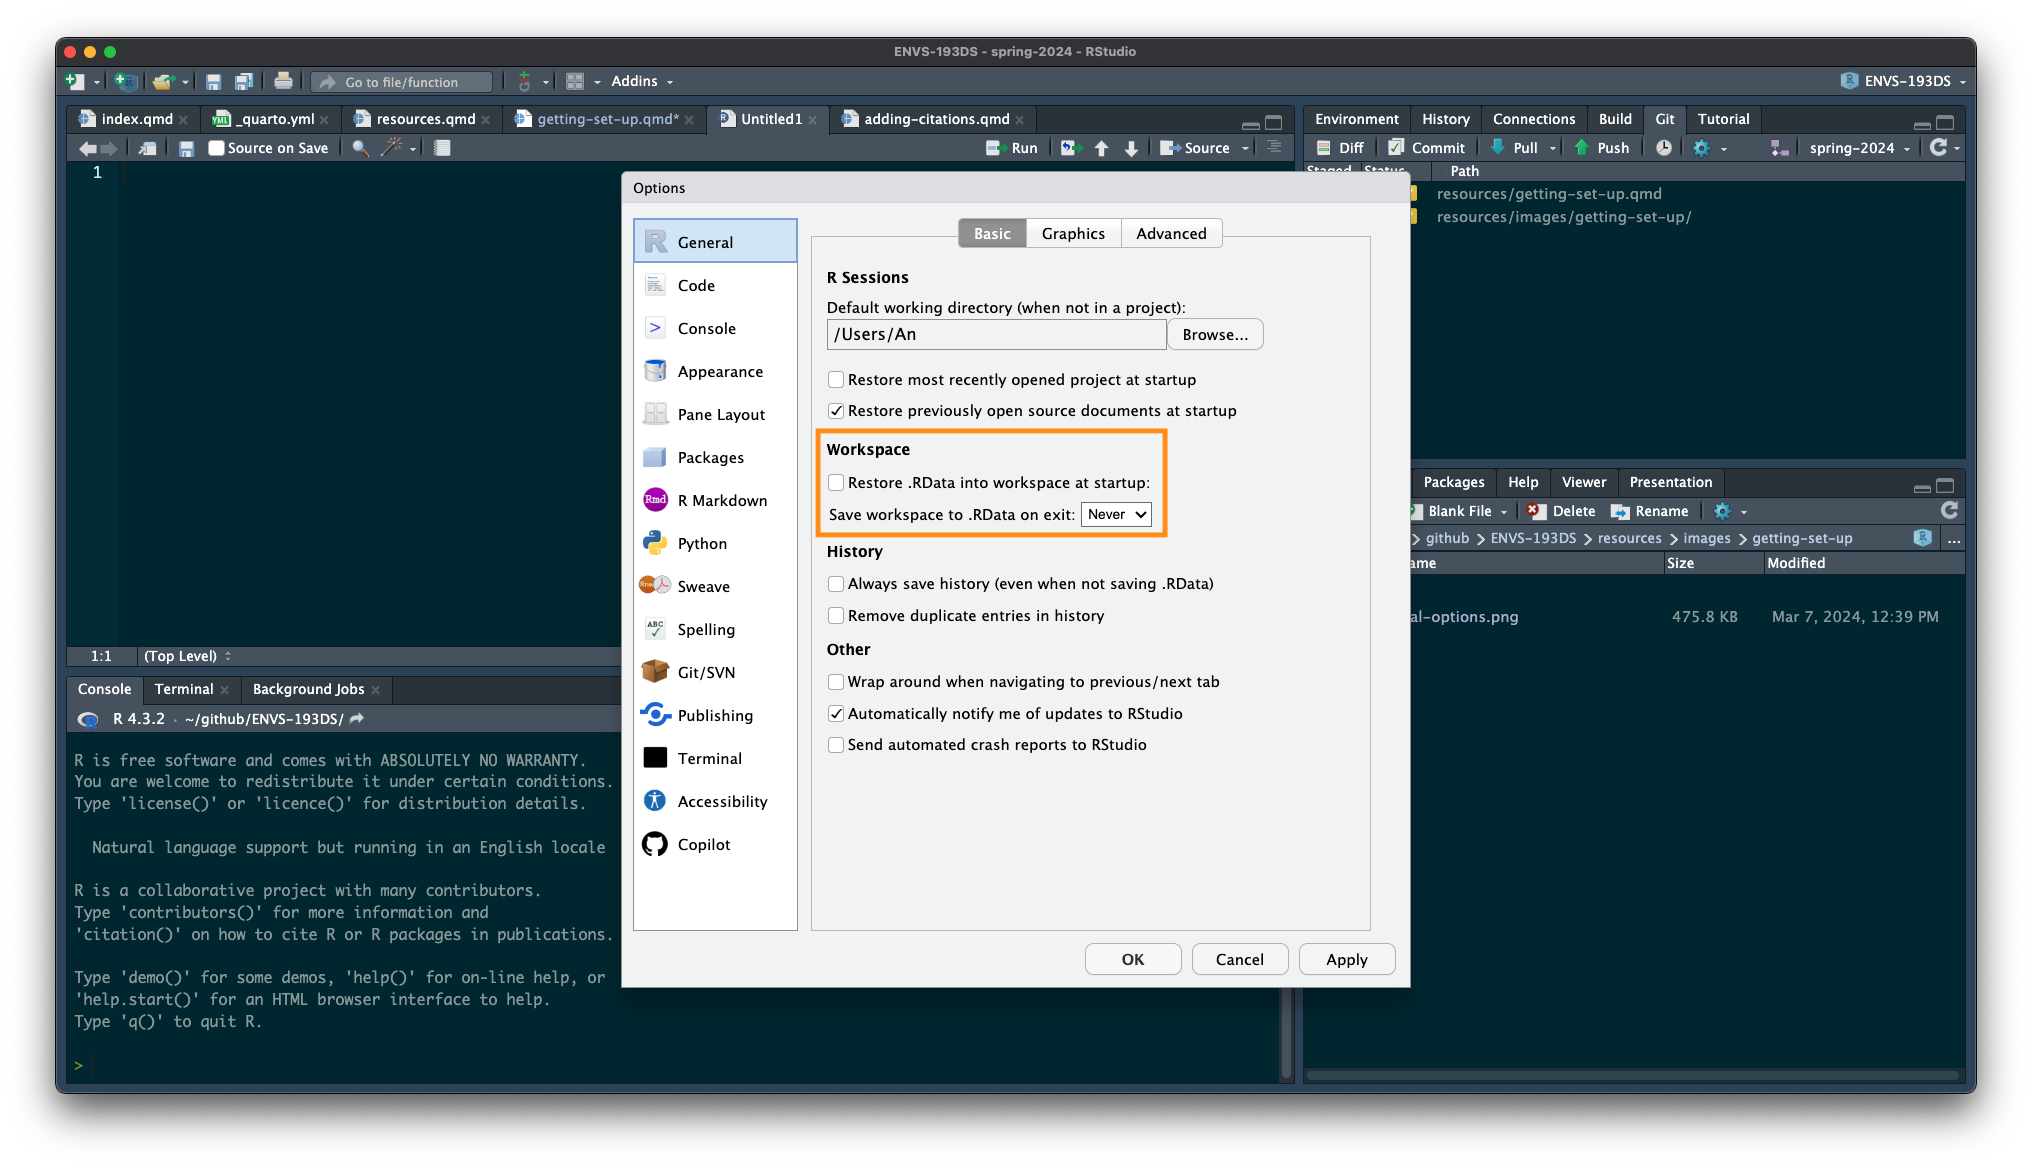 ENVS-193DS - spring-2024 - RStudio
Go to file/function
Addins
ENVS-193DS
index.qmd
_quarto.yml
resources.qmd
getting-set-up.qmd*
Untitled1
adding-citations.qmd
Source on Save
Run
Source
1
1:1
(Top Level)
Environment
History
Connections
Build
Git
Tutorial
Diff
Commit
Pull
Push
spring-2024
Staged
Status
Path
resources/getting-set-up.qmd
resources/images/getting-set-up/
Options
General
Code
Console
Appearance
Pane Layout
Packages
Rmd
R Markdown
Python
Sweave
ABC
Spelling
Git/SVN
Publishing
Terminal
Accessibility
Copilot
Basic
Graphics
Advanced
R Sessions
Default working directory (when not in a project):
/Users/An
Browse...
Restore most recently opened project at startup
Restore previously open source documents at startup
Workspace
Restore .RData into workspace at startup:
Save workspace to .RData on exit: Never
History
Always save history (even when not saving .RData)
Remove duplicate entries in history
Other
Wrap around when navigating to previous/next tab
Automatically notify me of updates to RStudio
Send automated crash reports to RStudio
OK
Cancel
Apply
Packages
Help
Viewer
Presentation
Blank File
Delete
Rename
github > ENVS-193DS > resources > images > getting-set-up
...
ame
Size
Modified
al-options.png
475.8 KB
Mar 7, 2024, 12:39 PM
Console
Terminal
Background Jobs
R 4.3.2 · ~/github/ENVS-193DS/
R is free software and comes with ABSOLUTELY NO WARRANTY.
You are welcome to redistribute it under certain conditions.
Type 'license()' or 'licence()' for distribution details.
Natural language support but running in an English locale
R is a collaborative project with many contributors.
Type 'contributors()' for more information and
'citation()' on how to cite R or R packages in publications.
Type 'demo()' for some demos, 'help()' for on-line help, or
'help.start()' for an HTML browser interface to help.
Type 'q()' to quit R.
>